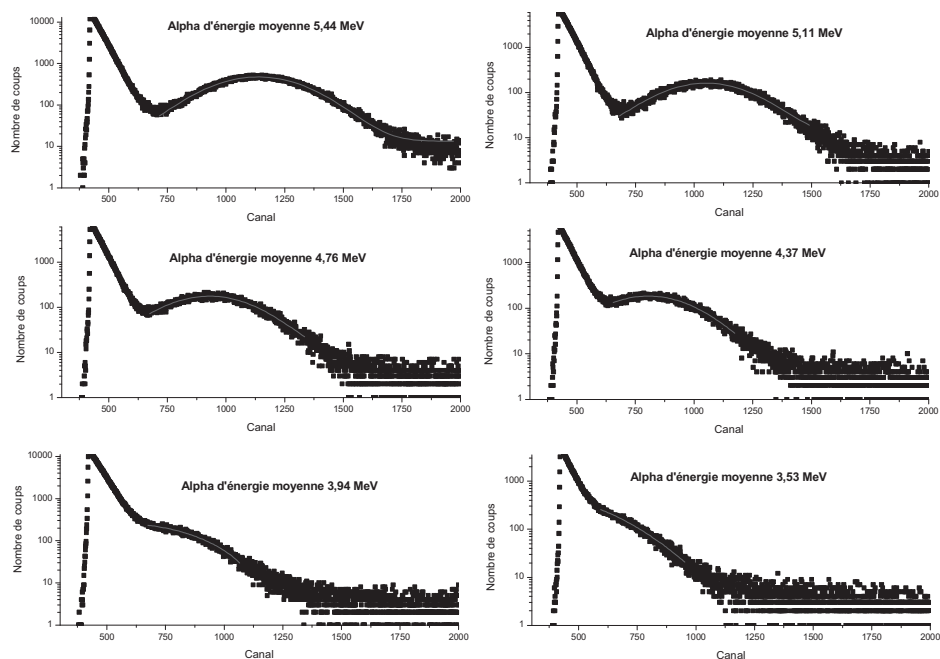 Alpha d'énergie moyenne 5,44 MeV
10000
1000
100
10
1
Nombre de coups
500 750 1000 1250 1500 1750 2000
Canal
Alpha d'énergie moyenne 5,11 MeV
1000
100
10
1
Nombre de coups
500 750 1000 1250 1500 1750 2000
Canal
Alpha d'énergie moyenne 4,76 MeV
1000
100
10
1
Nombre de coups
500 750 1000 1250 1500 1750 2000
Canal
Alpha d'énergie moyenne 4,37 MeV
1000
100
10
1
Nombre de coups
500 750 1000 1250 1500 1750 2000
Canal
Alpha d'énergie moyenne 3,94 MeV
10000
1000
100
10
1
Nombre de coups
500 750 1000 1250 1500 1750 2000
Canal
Alpha d'énergie moyenne 3,53 MeV
1000
100
10
1
Nombre de coups
500 750 1000 1250 1500 1750 2000
Canal